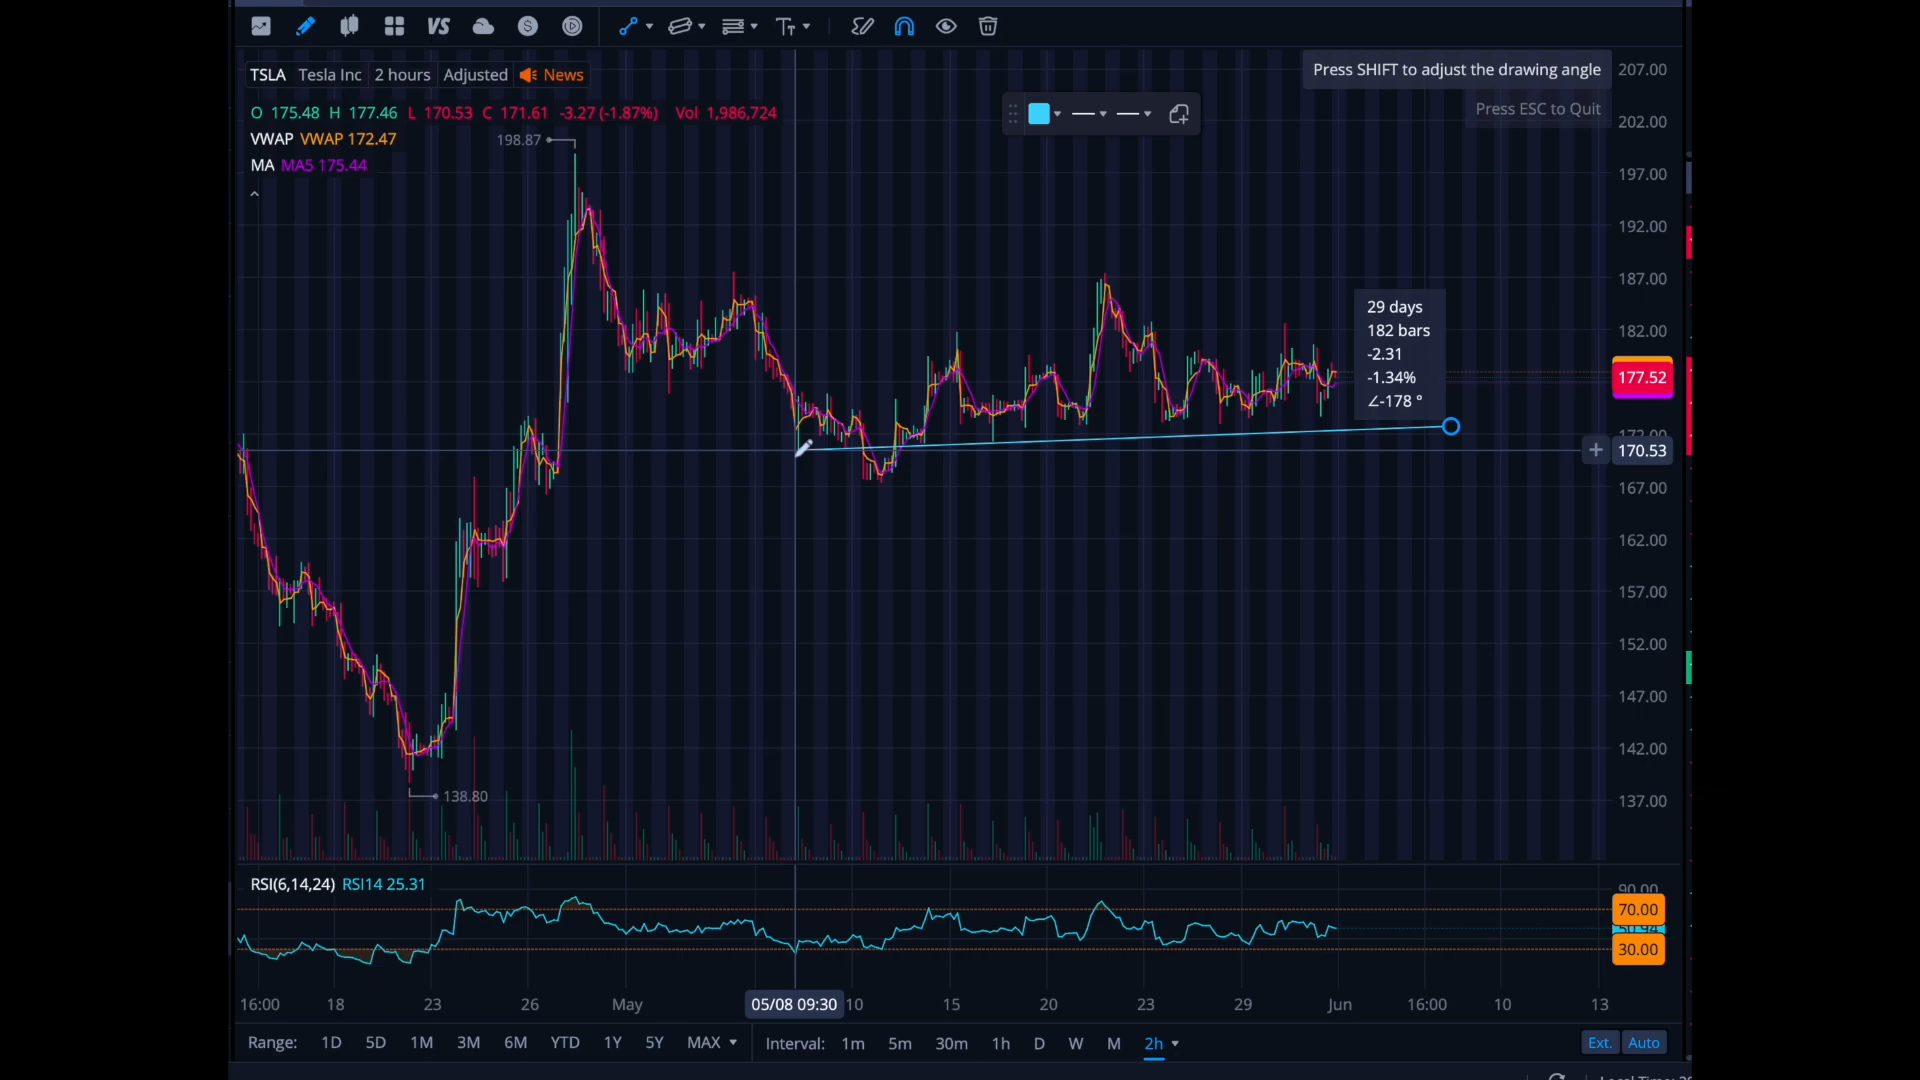 VS
TSLA Tesla Inc 2 hours Adjusted News
Press SHIFT to adjust the drawing angle
Press ESC to Quit
O 175.48 H 177.46 L 170.53 C 171.61 -3.27 (-1.87%) Vol 1,986,724
VWAP VWAP 172.47
MA MA5 175.44
198.87
138.80
29 days
182 bars
-2.31
-1.34%
∠-178 °
207.00
202.00
197.00
192.00
187.00
182.00
177.52
172.00
170.53
167.00
162.00
157.00
152.00
147.00
142.00
137.00
RSI(6,14,24) RSI14 25.31
90.00
70.00
50.94
30.00
16:00 18 23 26 May 05/08 09:30 10 15 20 23 29 Jun 16:00 10 13
Range: 1D 5D 1M 3M 6M YTD 1Y 5Y MAX Interval: 1m 5m 30m 1h D W M 2h Ext. Auto